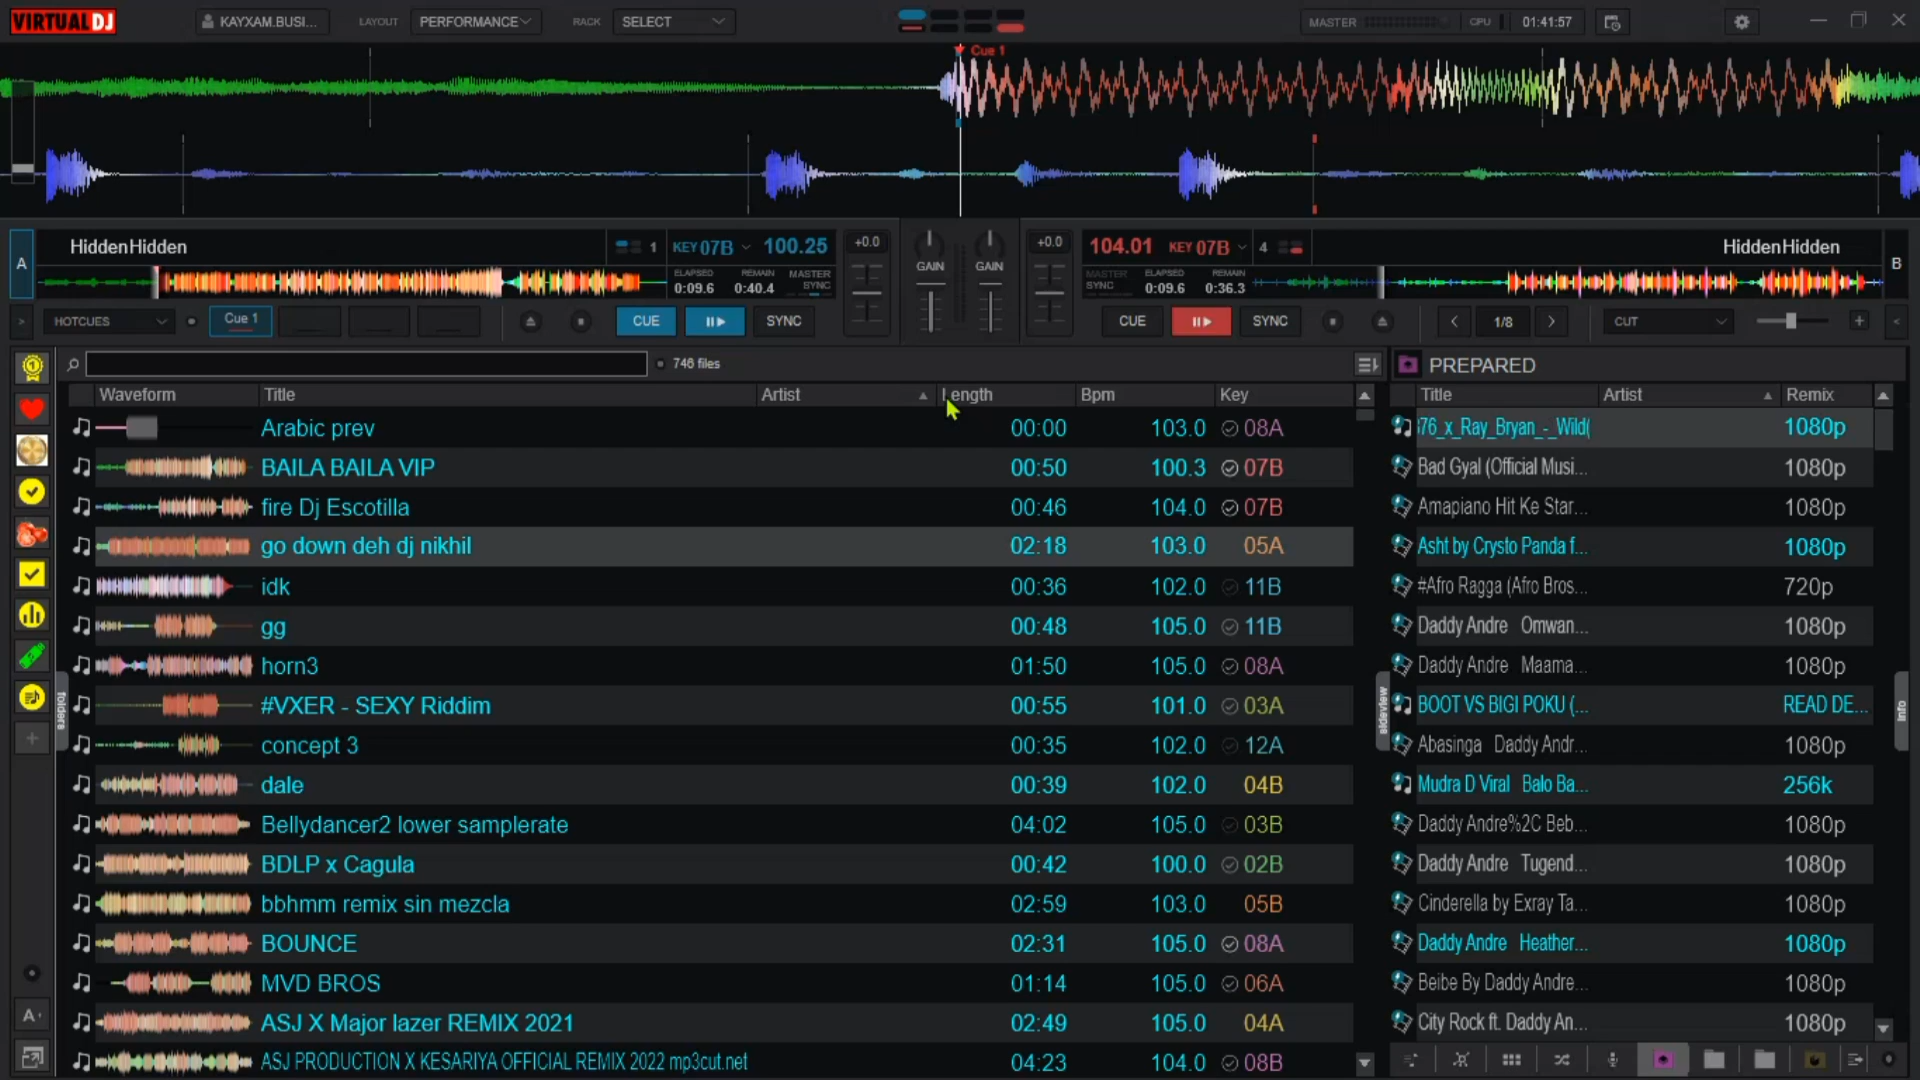 VIRTUAL DJ
KAYXAM.BUSI...
LAYOUT
PERFORMANCE
RACK
SELECT
MASTER
CPU
01:41:57
Cue 1
A
HiddenHidden
1
KEY 07B
100.25
ELAPSED 0:09.6
REMAIN 0:40.4
MASTER SYNC
+0.0
GAIN
GAIN
+0.0
104.01
KEY 07B
4
HiddenHidden
B
MASTER SYNC
ELAPSED 0:09.6
REMAIN 0:36.3
HOTCUES
Cue 1
CUE
SYNC
CUE
SYNC
1/8
CUT
746 files
Waveform Title Artist Length Bpm Key
Arabic prev 00:00 103.0 08A
BAILA BAILA VIP 00:50 100.3 07B
fire Dj Escotilla 00:46 104.0 07B
go down deh dj nikhil 02:18 103.0 05A
idk 00:36 102.0 11B
gg 00:48 105.0 11B
horn3 01:50 105.0 08A
#VXER - SEXY Riddim 00:55 101.0 03A
concept 3 00:35 102.0 12A
dale 00:39 102.0 04B
Bellydancer2 lower samplerate 04:02 105.0 03B
BDLP x Cagula 00:42 100.0 02B
bbhmm remix sin mezcla 02:59 103.0 05B
BOUNCE 02:31 105.0 08A
MVD BROS 01:14 105.0 06A
ASJ X Major lazer REMIX 2021 02:49 105.0 04A
ASJ PRODUCTION X KESARIYA OFFICIAL REMIX 2022 mp3cut.net 04:23 104.0 08B
folders
sideview
info
PREPARED
Title Artist Remix
76_x_Ray_Bryan_-_Wild( 1080p
Bad Gyal (Official Musi... 1080p
Amapiano Hit Ke Star... 1080p
Asht by Crysto Panda f... 1080p
#Afro Ragga (Afro Bros... 720p
Daddy Andre Omwan... 1080p
Daddy Andre Maama... 1080p
BOOT VS BIGI POKU (... READ DE...
Abasinga Daddy Andr... 1080p
Mudra D Viral Balo Ba... 256k
Daddy Andre%2C Beb... 1080p
Daddy Andre Tugend... 1080p
Cinderella by Exray Ta... 1080p
Daddy Andre Heather... 1080p
Beibe By Daddy Andre... 1080p
City Rock ft. Daddy An... 1080p
A